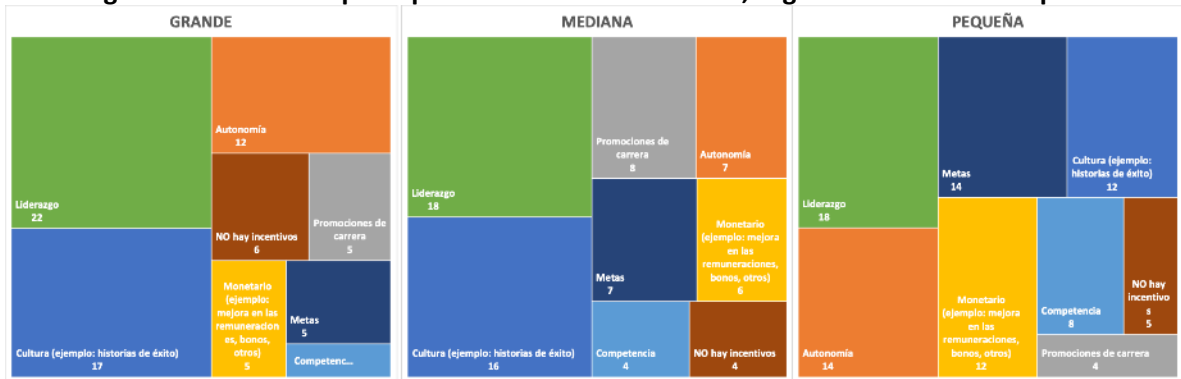 GRANDE
Liderazgo
22
Cultura (ejemplo: historias de éxito)
17
Autonomía
12
NO hay incentivos
6
Promociones de
carrera
5
Monetario
(ejemplo:
mejora en las
remuneracion
es, bonos,
otros)
5
Metas
5
Competenc...
MEDIANA
Liderazgo
18
Cultura (ejemplo: historias de éxito)
16
Promociones de
carrera
8
Autonomía
7
Metas
7
Monetario
(ejemplo: mejora
en las
remuneraciones,
bonos, otros)
6
Competencia
4
NO hay incentivos
4
PEQUEÑA
Liderazgo
18
Autonomía
14
Metas
14
Cultura (ejemplo:
historias de éxito)
12
Monetario
(ejemplo: mejora
en las
remuneraciones,
bonos, otros)
12
Competencia
8
NO hay
incentivo
s
5
Promociones de carrera
4